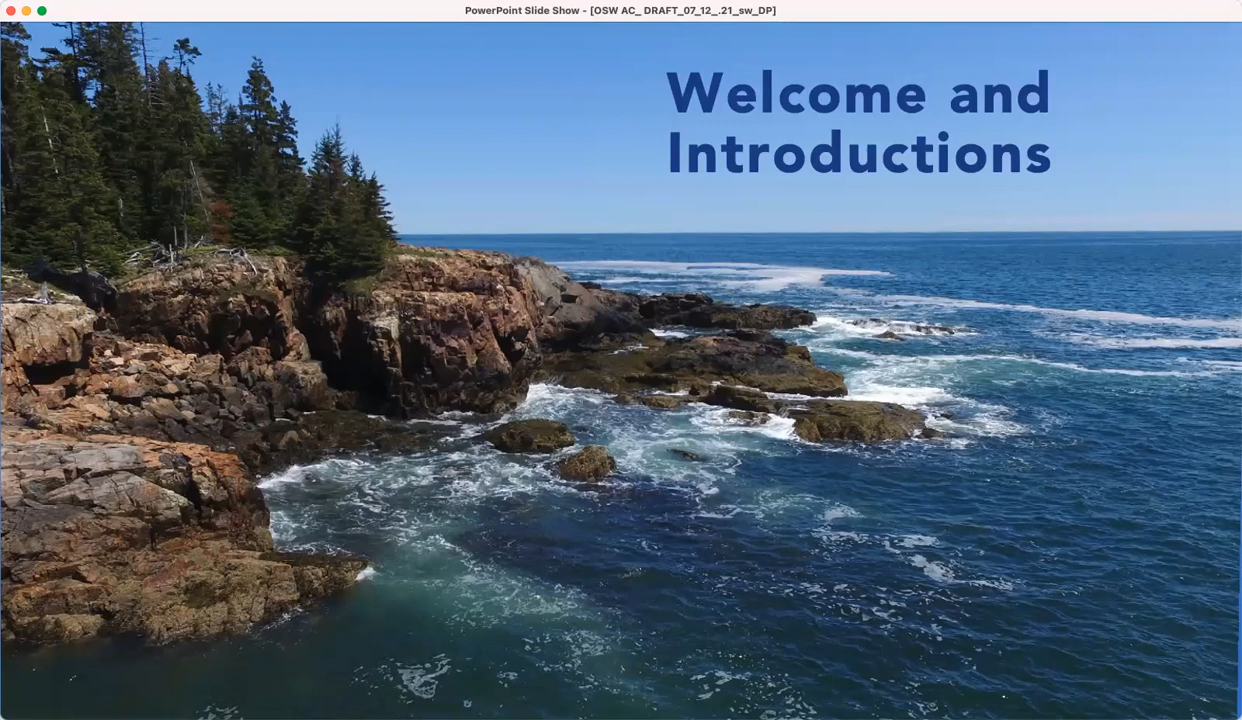 PowerPoint Slide Show - [OSW AC_ DRAFT_07_12_.21_sw_DP]
Welcome and
Introductions